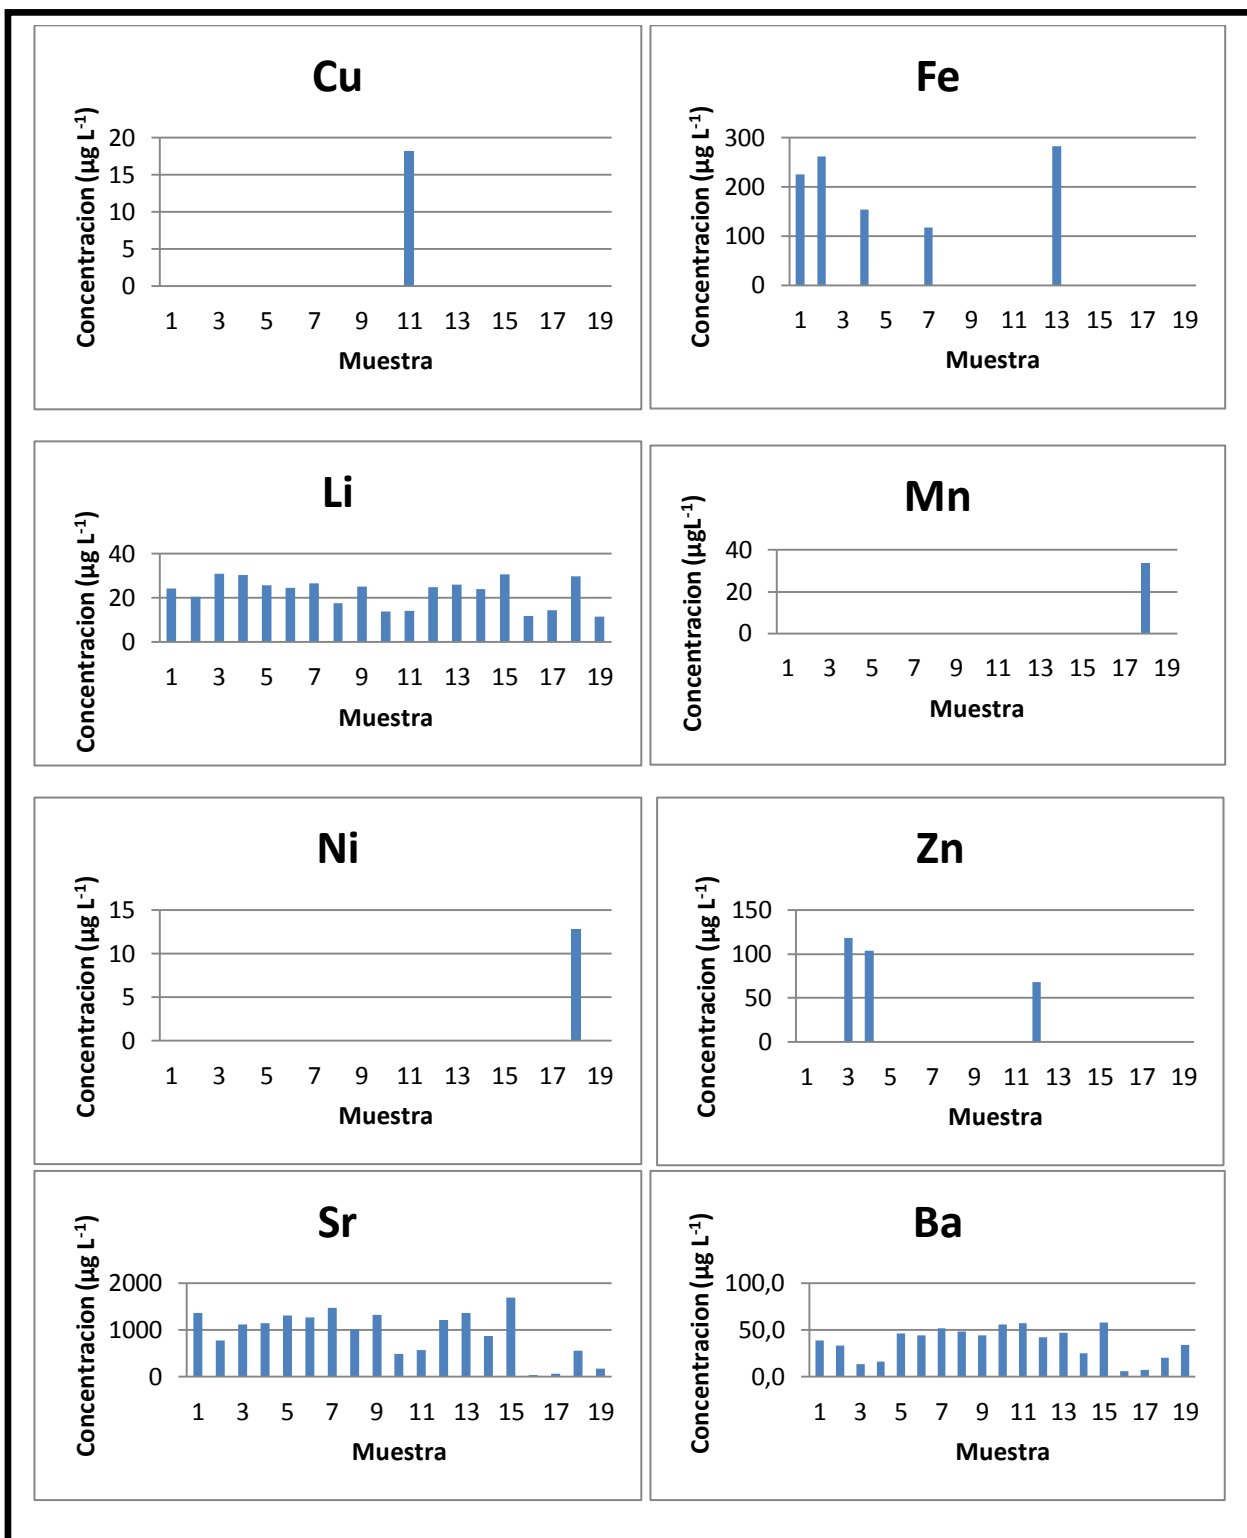 Cu
Concentracion (µg L-1)
20
15
10
5
0
1 3 5 7 9 11 13 15 17 19
Muestra
Fe
Concentracion (µg L-1)
300
200
100
0
1 3 5 7 9 11 13 15 17 19
Muestra
Li
Concentracion (µg L-1)
40
20
0
1 3 5 7 9 11 13 15 17 19
Muestra
Mn
Concentracion (µgL-1)
40
20
0
1 3 5 7 9 11 13 15 17 19
Muestra
Ni
Concentracion (µg L-1)
15
10
5
0
1 3 5 7 9 11 13 15 17 19
Muestra
Zn
Concentracion (µg L-1)
150
100
50
0
1 3 5 7 9 11 13 15 17 19
Muestra
Sr
Concentracion (µg L-1)
2000
1000
0
1 3 5 7 9 11 13 15 17 19
Muestra
Ba
Concentracion (µg L-1)
100,0
50,0
0,0
1 3 5 7 9 11 13 15 17 19
Muestra